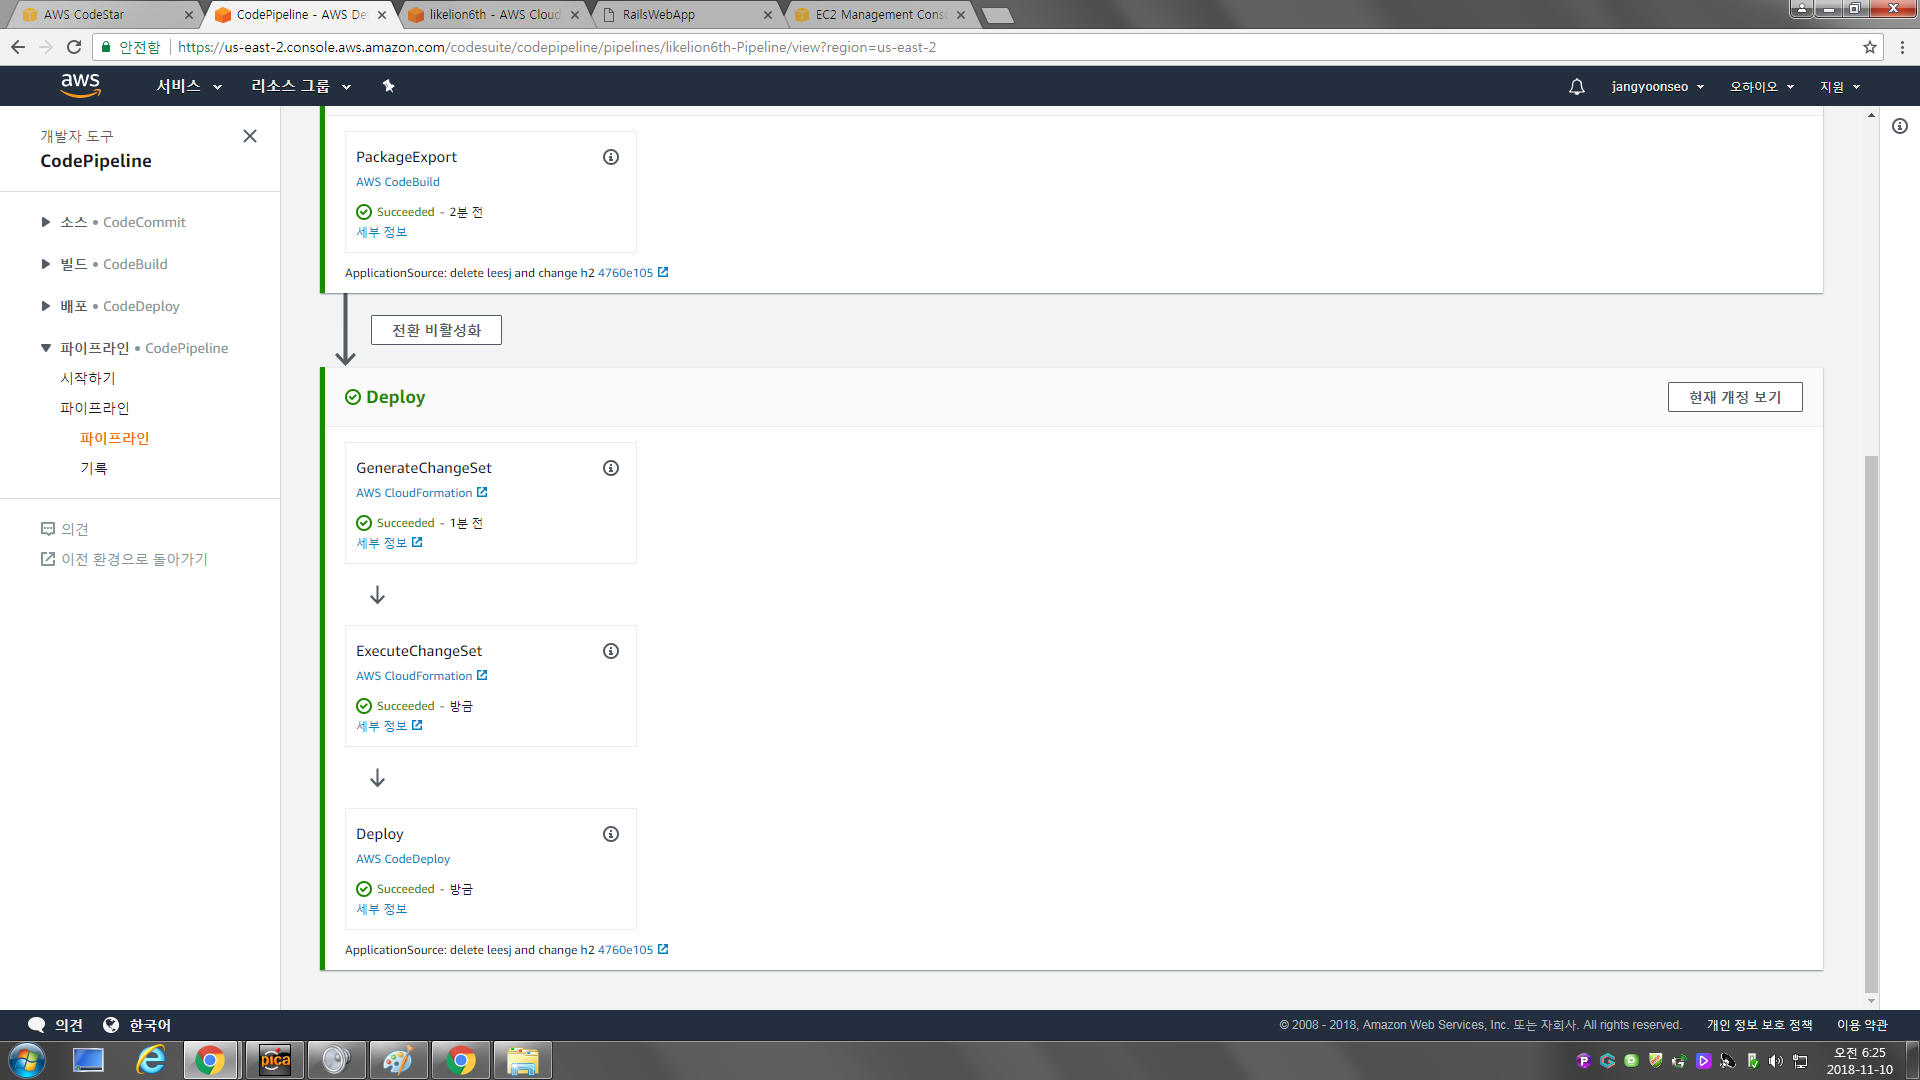 AWS CodeStar
CodePipeline - AWS De
likelion6th - AWS Cloud
RailsWebApp
EC2 Management Conso
안전함
https://us-east-2.console.aws.amazon.com/codesuite/codepipeline/pipelines/likelion6th-Pipeline/view?region=us-east-2
aws
서비스
리소스 그룹
jangyoonseo
오하이오
지원
개발자 도구
CodePipeline
소스 • CodeCommit
빌드 • CodeBuild
배포 • CodeDeploy
파이프라인 • CodePipeline
시작하기
파이프라인
파이프라인
기록
의견
이전 환경으로 돌아가기
PackageExport
AWS CodeBuild
Succeeded - 2분 전
세부 정보
ApplicationSource: delete leesj and change h2 4760e105
전환 비활성화
Deploy
현재 개정 보기
GenerateChangeSet
AWS CloudFormation
Succeeded - 1분 전
세부 정보
ExecuteChangeSet
AWS CloudFormation
Succeeded - 방금
세부 정보
Deploy
AWS CodeDeploy
Succeeded - 방금
세부 정보
ApplicationSource: delete leesj and change h2 4760e105
의견
한국어
© 2008 - 2018, Amazon Web Services, Inc. 또는 자회사. All rights reserved.
개인 정보 보호 정책
이용 약관
pica
오전 6:25
2018-11-10